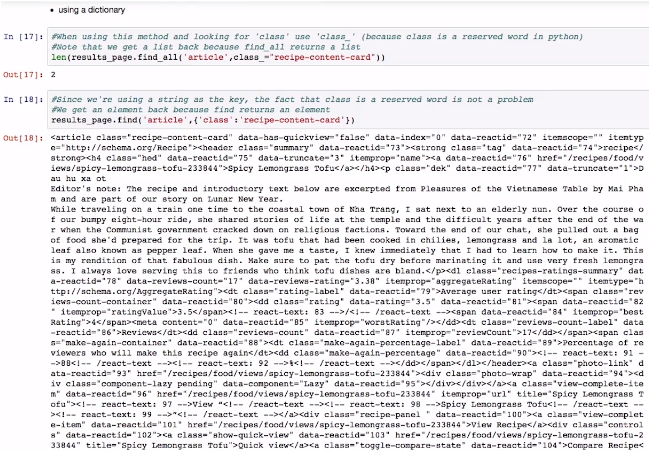 • using a dictionary
In [17]: #When using this method and looking for 'class' use 'class_' (because class is a reserved word in python)
#Note that we get a list back because find_all returns a list
len(results_page.find_all('article',class_="recipe-content-card"))
Out[17]: 2
In [18]: #Since we're using a string as the key, the fact that class is a reserved word is not a problem
#We get an element back because find returns an element
results_page.find('article',{'class':'recipe-content-card'})
Out[18]: <article class="recipe-content-card" data-has-quickview="false" data-index="0" data-reactid="72" itemscope="" itemtyp
e="http://schema.org/Recipe"><header class="summary" data-reactid="73"><strong class="tag" data-reactid="74">recipe</
strong><h4 class="hed" data-reactid="75" data-truncate="3" itemprop="name"><a data-reactid="76" href="/recipes/food/v
iews/spicy-lemongrass-tofu-233844">Spicy Lemongrass Tofu</a></h4><p class="dek" data-reactid="77" data-truncate="1">D
au hu xa ot
Editor's note: The recipe and introductory text below are excerpted from Pleasures of the Vietnamese Table by Mai Pha
m and are part of our story on Lunar New Year.
While traveling on a train one time to the coastal town of Nha Trang, I sat next to an elderly nun. Over the course o
f our bumpy eight-hour ride, she shared stories of life at the temple and the difficult years after the end of the wa
r when the Communist government cracked down on religious factions. Toward the end of our chat, she pulled out a bag
of food she'd prepared for the trip. It was tofu that had been cooked in chilies, lemongrass and la lot, an aromatic
leaf also known as pepper leaf. When she gave me a taste, I knew immediately that I had to learn how to make it. This
is my rendition of that fabulous dish. Make sure to pat the tofu dry before marinating it and use very fresh lemongra
ss. I always love serving this to friends who think tofu dishes are bland.</p><dl class="recipes-ratings-summary" dat
a-reactid="78" data-reviews-count="17" data-reviews-rating="3.38" itemprop="aggregateRating" itemscope="" itemtype="h
ttp://schema.org/AggregateRating"><dt class="rating-label" data-reactid="79">Average user rating</dt><span class="rev
iews-count-container" data-reactid="80"><dd class="rating" data-rating="3.5" data-reactid="81"><span data-reactid="82
" itemprop="ratingValue">3.5</span><!-- react-text: 83 -->/<!-- /react-text --><span data-reactid="84" itemprop="best
Rating">4</span><meta content="0" data-reactid="85" itemprop="worstRating"/></dd><dt class="reviews-count-label" data
-reactid="86">Reviews</dt><dd class="reviews-count" data-reactid="87" itemprop="reviewCount">17</dd></span><span clas
s="make-again-container" data-reactid="88"><dt class="make-again-percentage-label" data-reactid="89">Percentage of re
viewers who will make this recipe again</dt><dd class="make-again-percentage" data-reactid="90"><!-- react-text: 91 -
->88<!-- /react-text --><!-- react-text: 92 -->%<!-- /react-text --></dd></span></dl></header><a class="photo-link" d
ata-reactid="93" href="/recipes/food/views/spicy-lemongrass-tofu-233844"><div class="photo-wrap" data-reactid="94"><d
iv class="component-lazy pending" data-component="Lazy" data-reactid="95"></div></div></a><a class="view-complete-ite
m" data-reactid="96" href="/recipes/food/views/spicy-lemongrass-tofu-233844" itemprop="url" title="Spicy Lemongrass T
ofu"><!-- react-text: 97 -->View "<!-- /react-text --><!-- react-text: 98 -->Spicy Lemongrass Tofu<!-- /react-text --
><!-- react-text: 99 -->"<!-- /react-text --></a><div class="recipe-panel " data-reactid="100"><a class="view-complet
e-item" data-reactid="101" href="/recipes/food/views/spicy-lemongrass-tofu-233844">View Recipe</a><div class="control
s" data-reactid="102"><a class="show-quick-view" data-reactid="103" href="/recipes/food/views/spicy-lemongrass-tofu-2
33844" title="Spicy Lemongrass Tofu">Quick view</a><a class="toggle-compare-state" data-reactid="104">Compare Recipe<